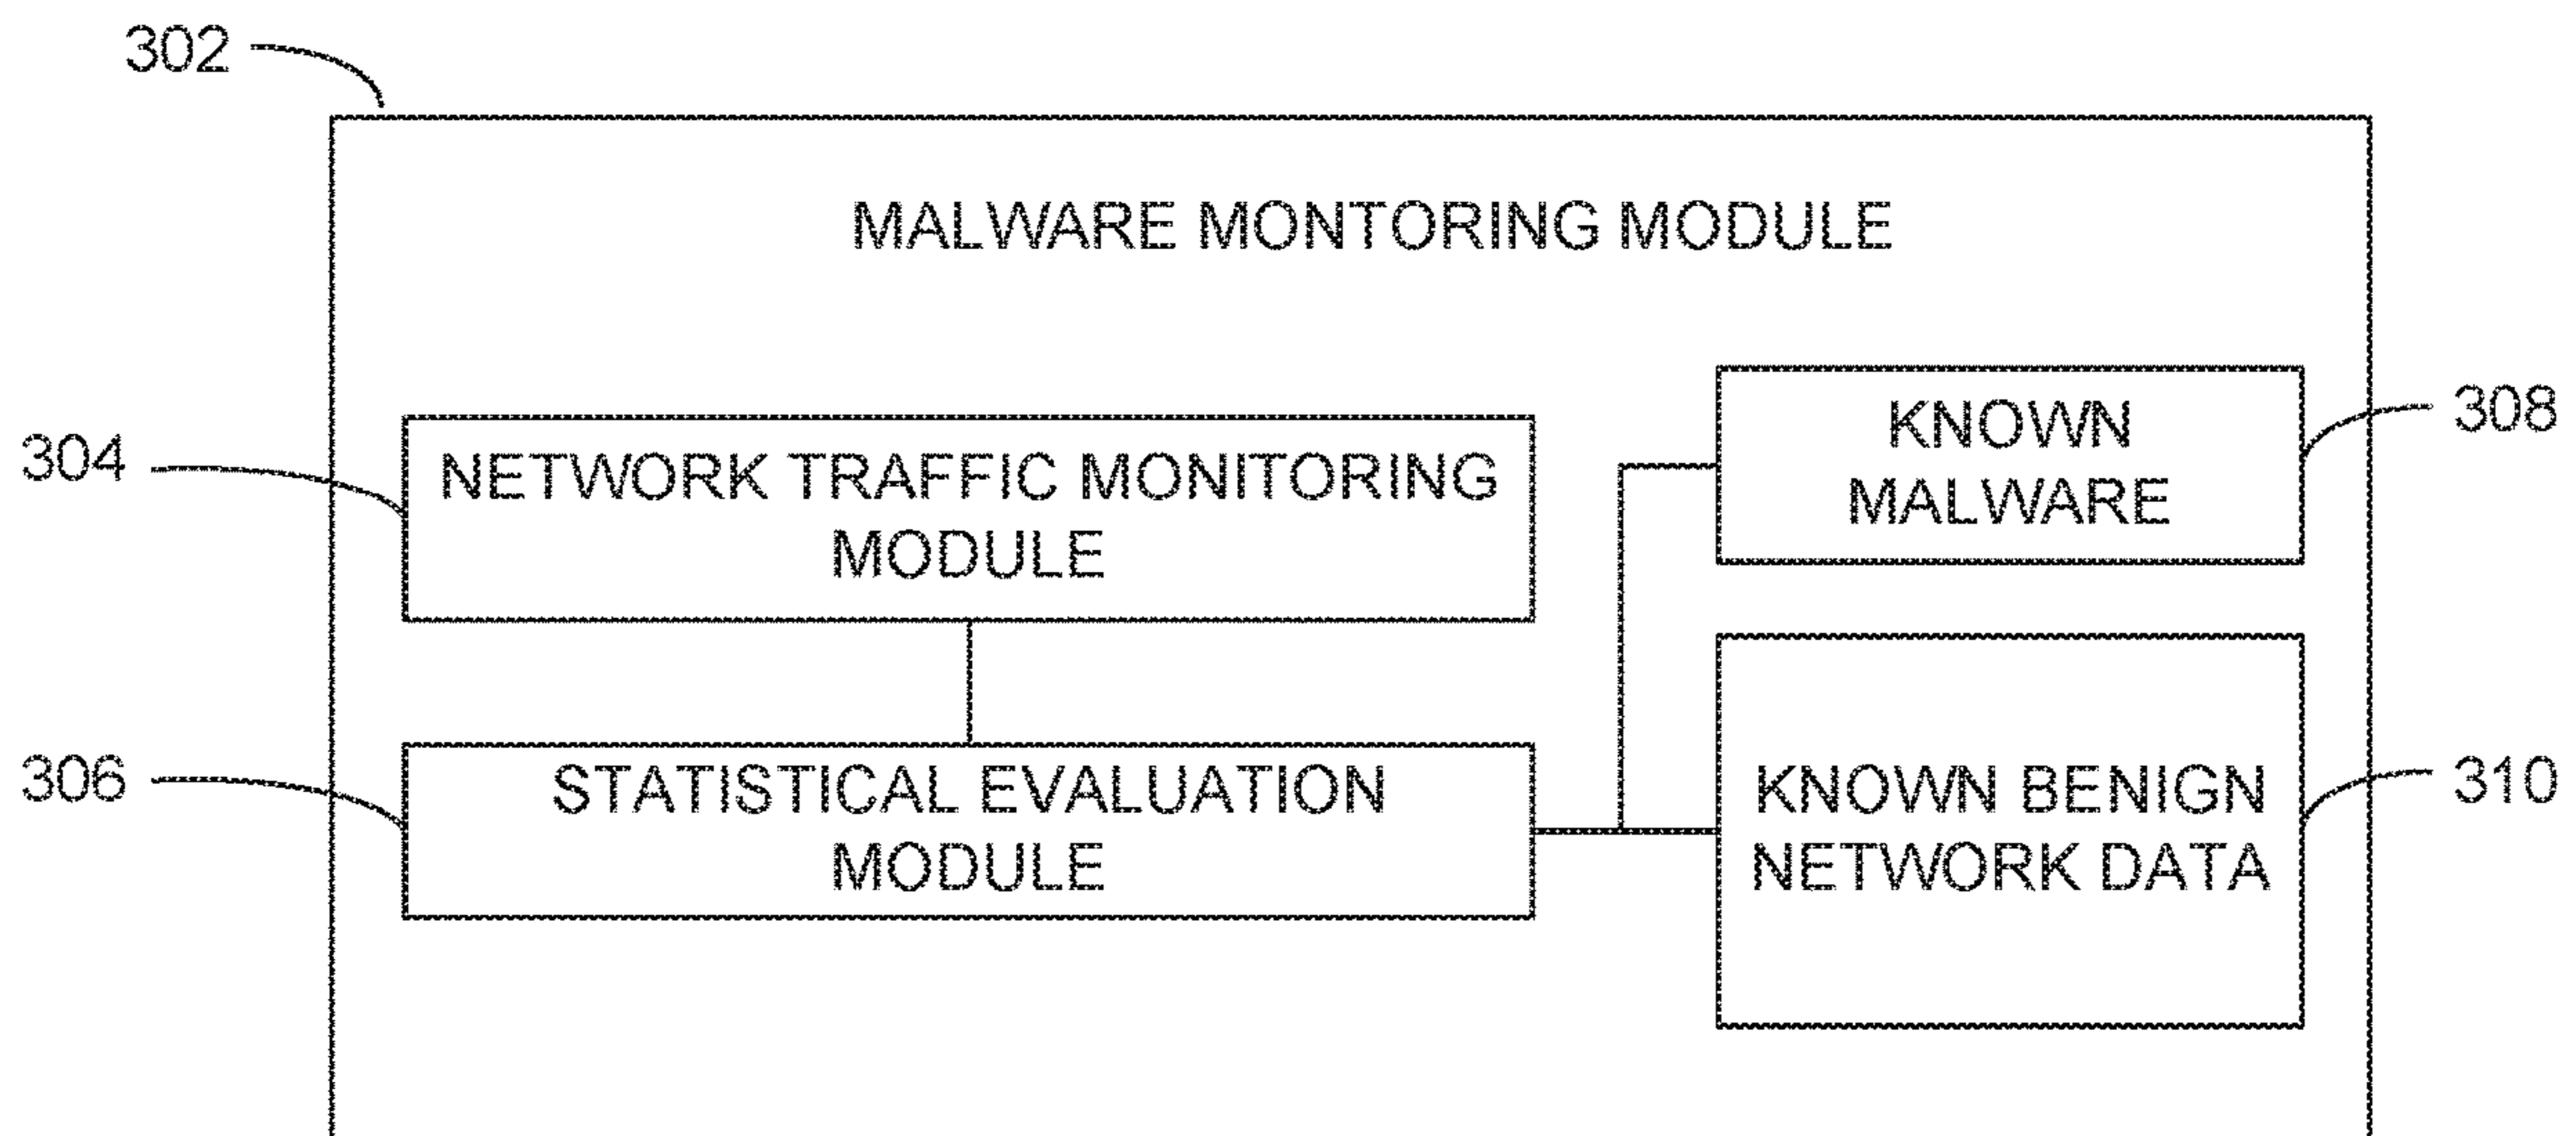 302
MALWARE MONTORING MODULE
304
NETWORK TRAFFIC MONITORING
MODULE
KNOWN
MALWARE
308
306
STATISTICAL EVALUATION
MODULE
KNOWN BENIGN
NETWORK DATA
310